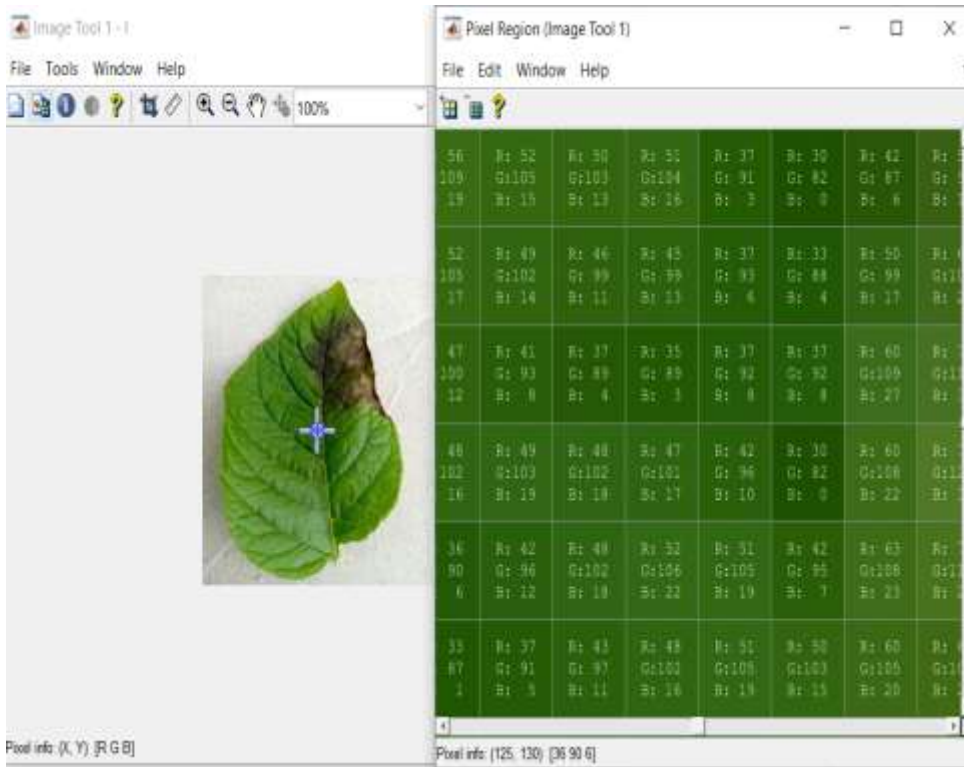 Image Tool 1 - I
File Tools Window Help
100%
Pixel info: (X, Y) [R G B]
Pixel Region (Image Tool 1)
File Edit Window Help
56 R: 52 R: 50 R: 51 R: 37 R: 30 R: 42 R:
109 G:105 G:103 G:104 G: 91 G: 82 G: 87 G:
19 B: 15 B: 13 B: 16 B: 3 B: 0 B: 6 B:
52 R: 49 R: 46 R: 45 R: 37 R: 33 R: 50 R:
105 G:102 G: 99 G: 99 G: 93 G: 88 G: 99
17 B: 14 B: 11 B: 13 B: 6 B: 4 B: 17 B:
47 R: 41 R: 37 R: 35 R: 37 R: 37 R: 60 R:
100 G: 93 G: 89 G: 89 G: 92 G: 92 G:109
12 B: 8 B: 4 B: 3 B: 8 B: 8 B: 27 B:
48 R: 49 R: 48 R: 47 R: 42 R: 30 R: 60 R:
102 G:103 G:102 G:101 G: 96 G: 82 G:108
16 B: 19 B: 18 B: 17 B: 10 B: 0 B: 22 B:
36 R: 42 R: 48 R: 52 R: 51 R: 42 R: 63 R:
90 G: 96 G:102 G:106 G:105 G: 95 G:108
6 B: 12 B: 18 B: 22 B: 19 B: 7 B: 23 B:
33 R: 37 R: 43 R: 48 R: 51 R: 50 R: 60 R:
87 G: 91 G: 97 G:102 G:105 G:103 G:105
1 B: 5 B: 11 B: 16 B: 19 B: 15 B: 20 B:
Pixel info: (125, 130) [36 90 6]